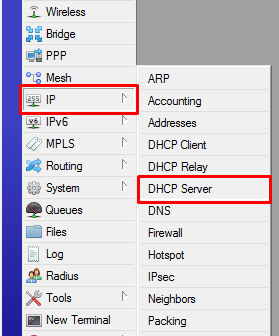 Wireless
Bridge
PPP
Mesh
IP
IPv6
MPLS
Routing
System
Queues
Files
Log
Radius
Tools
New Terminal
ARP
Accounting
Addresses
DHCP Client
DHCP Relay
DHCP Server
DNS
Firewall
Hotspot
IPsec
Neighbors
Packing